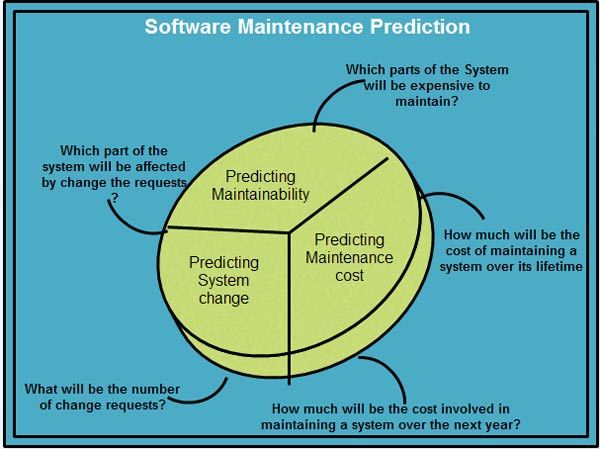 Software Maintenance Prediction
Which parts of the System
will be expensive to
maintain?
Which part of the
system will be affected
by change the requests
?
Predicting
Maintainability
How much will be the
cost of maintaining a
system over its lifetime
Predicting
Maintenance
cost
Predicting
System
change
What will be the number
of change requests?
How much will be the cost involved in
maintaining a system over the next year?